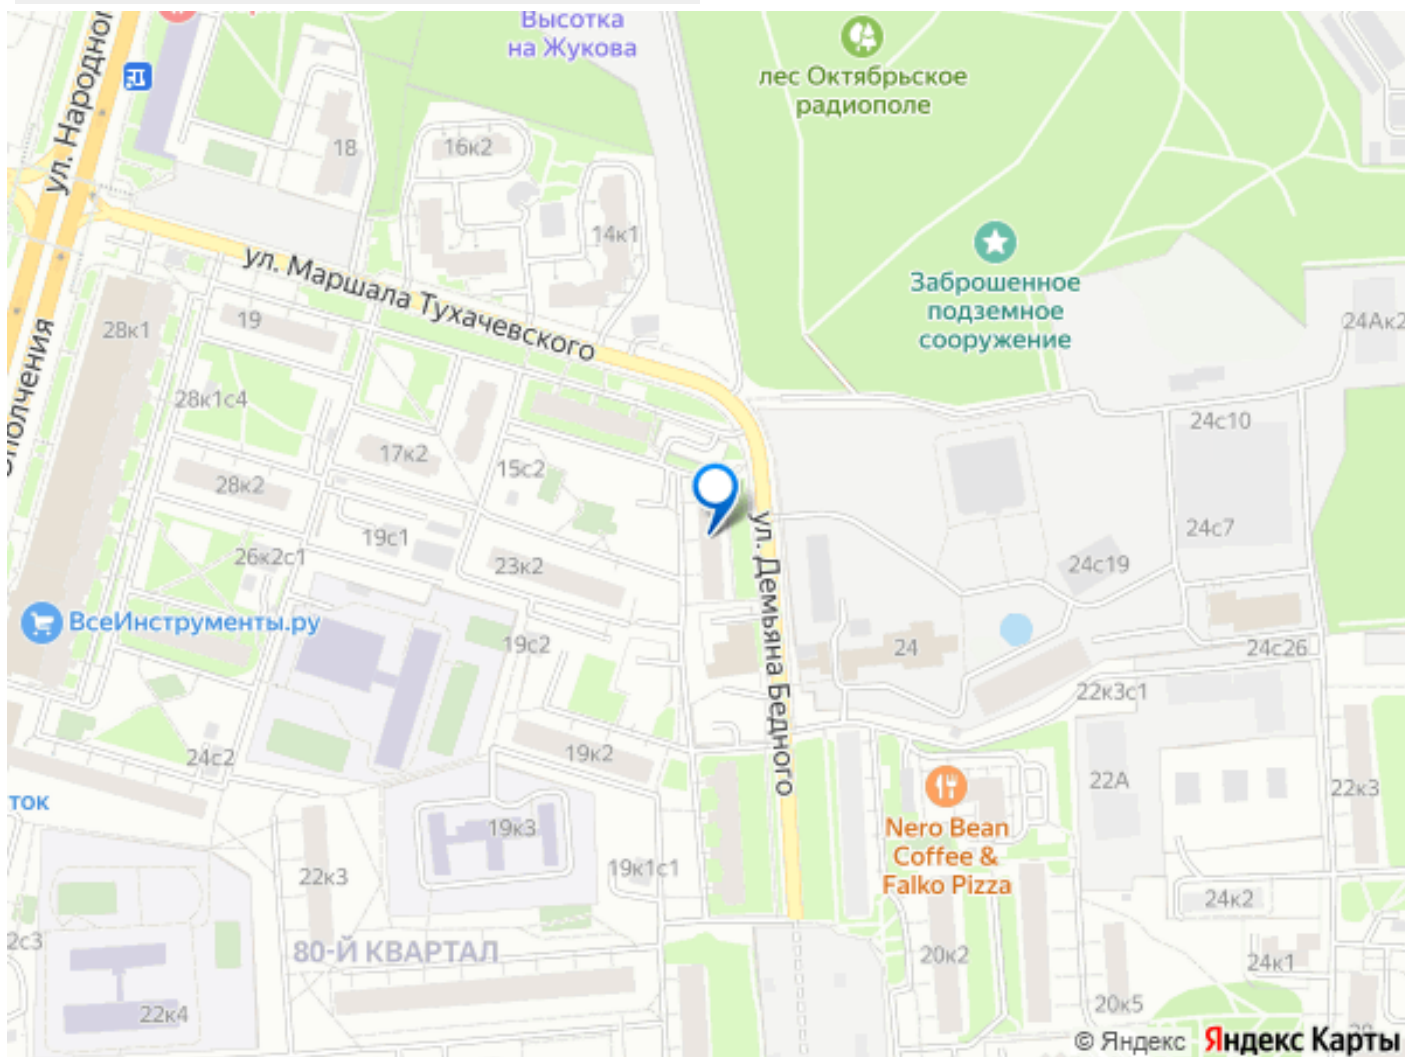 Высотка
на Жукова
лес Октябрьское
радиополе
ул. Народног
18
16к2
14к1
ул. Маршала Тухачевского
Заброшенное
подземное
сооружение
24Ак2
28к1
19
28к1с4
ополчения
17к2
15с2
28к2
24с10
24с7
19с1
26к2с1
23к2
ул. Демьяна Бедного
24с19
ВсеИнструменты.ру
19с2
24
24с26
22к3с1
24с2
19к2
22А
22к3
ток
Nero Bean
Coffee &
Falko Pizza
19к3
19к1с1
22к3
24к2
2с3
80-Й КВАРТАЛ
20к2
24к1
22к4
20к5
© Яндекс Яндекс Карты